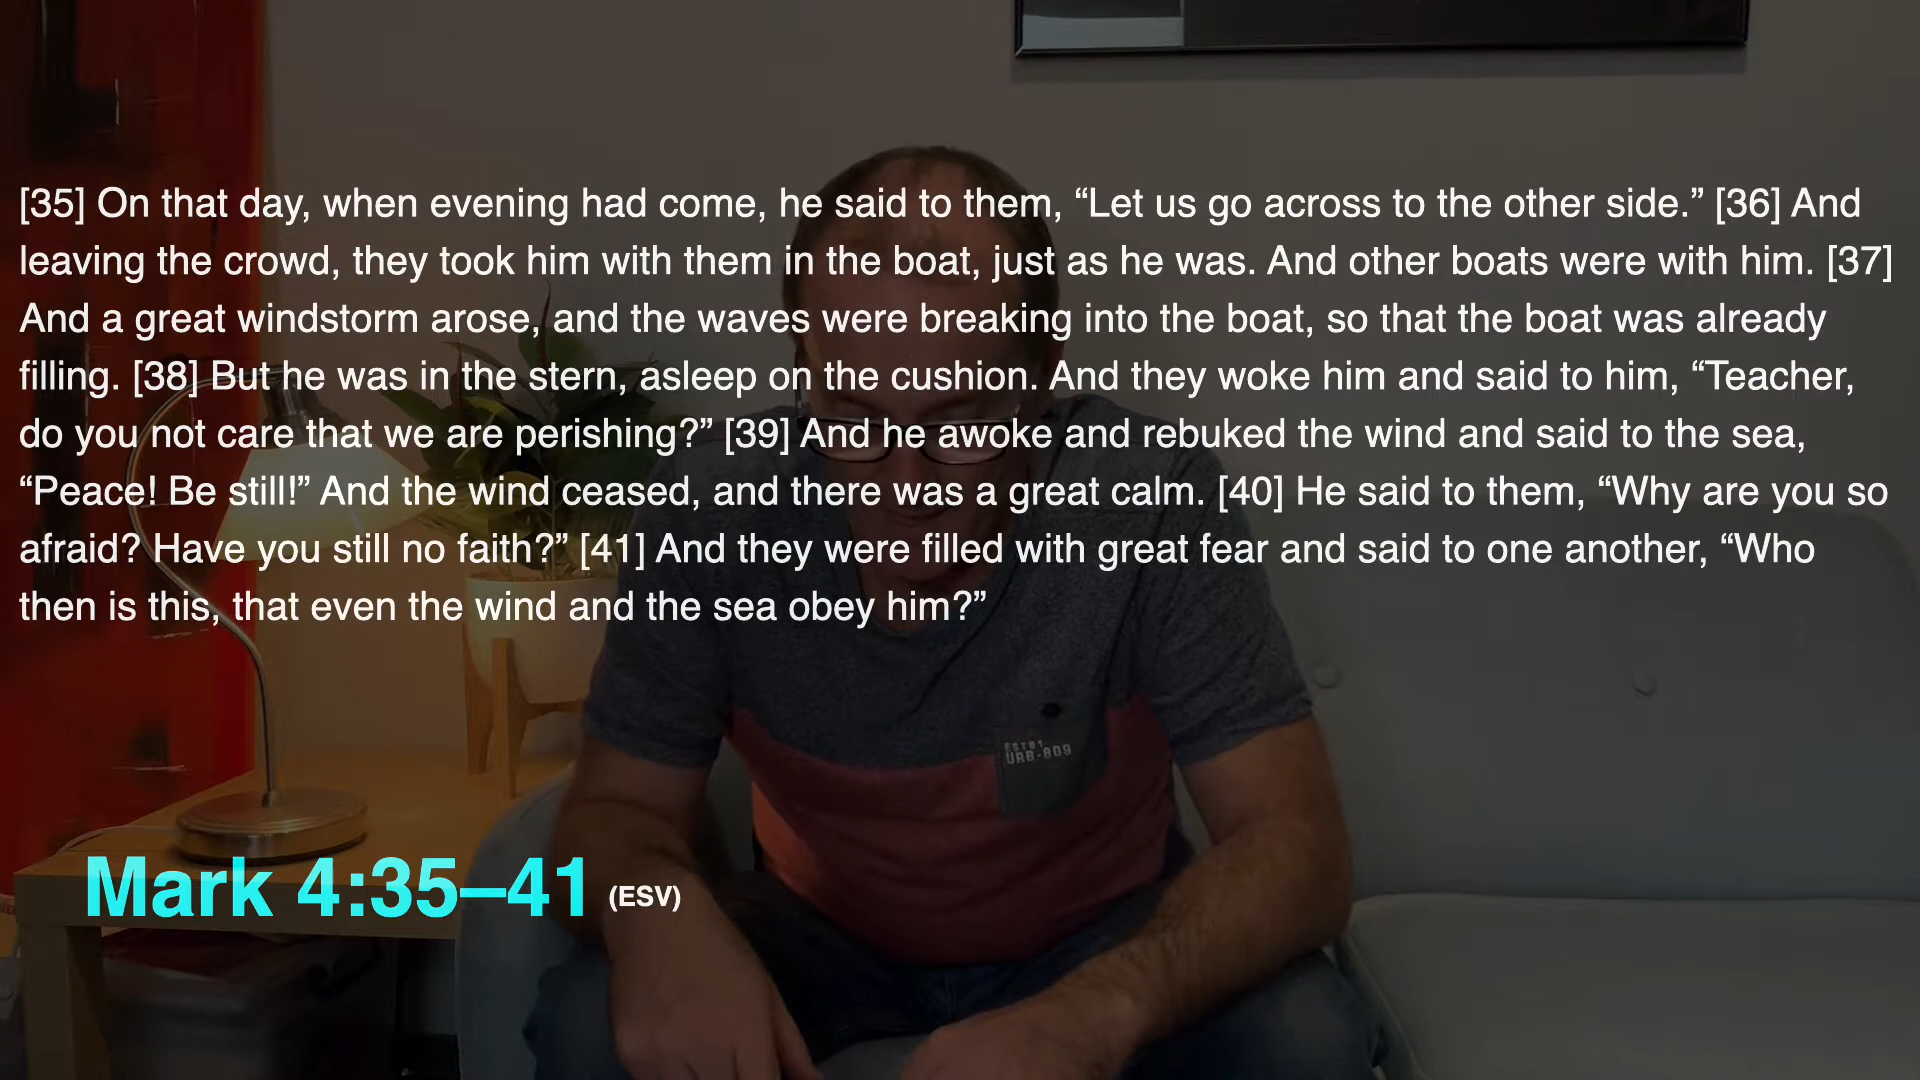 [35] On that day, when evening had come, he said to them, “Let us go across to the other side.” [36] And
leaving the crowd, they took him with them in the boat, just as he was. And other boats were with him. [37]
And a great windstorm arose, and the waves were breaking into the boat, so that the boat was already
filling. [38] But he was in the stern, asleep on the cushion. And they woke him and said to him, “Teacher,
do you not care that we are perishing?” [39] And he awoke and rebuked the wind and said to the sea,
“Peace! Be still!” And the wind ceased, and there was a great calm. [40] He said to them, “Why are you so
afraid? Have you still no faith?” [41] And they were filled with great fear and said to one another, “Who
then is this, that even the wind and the sea obey him?”
URB-809
Mark 4:35–41 (ESV)